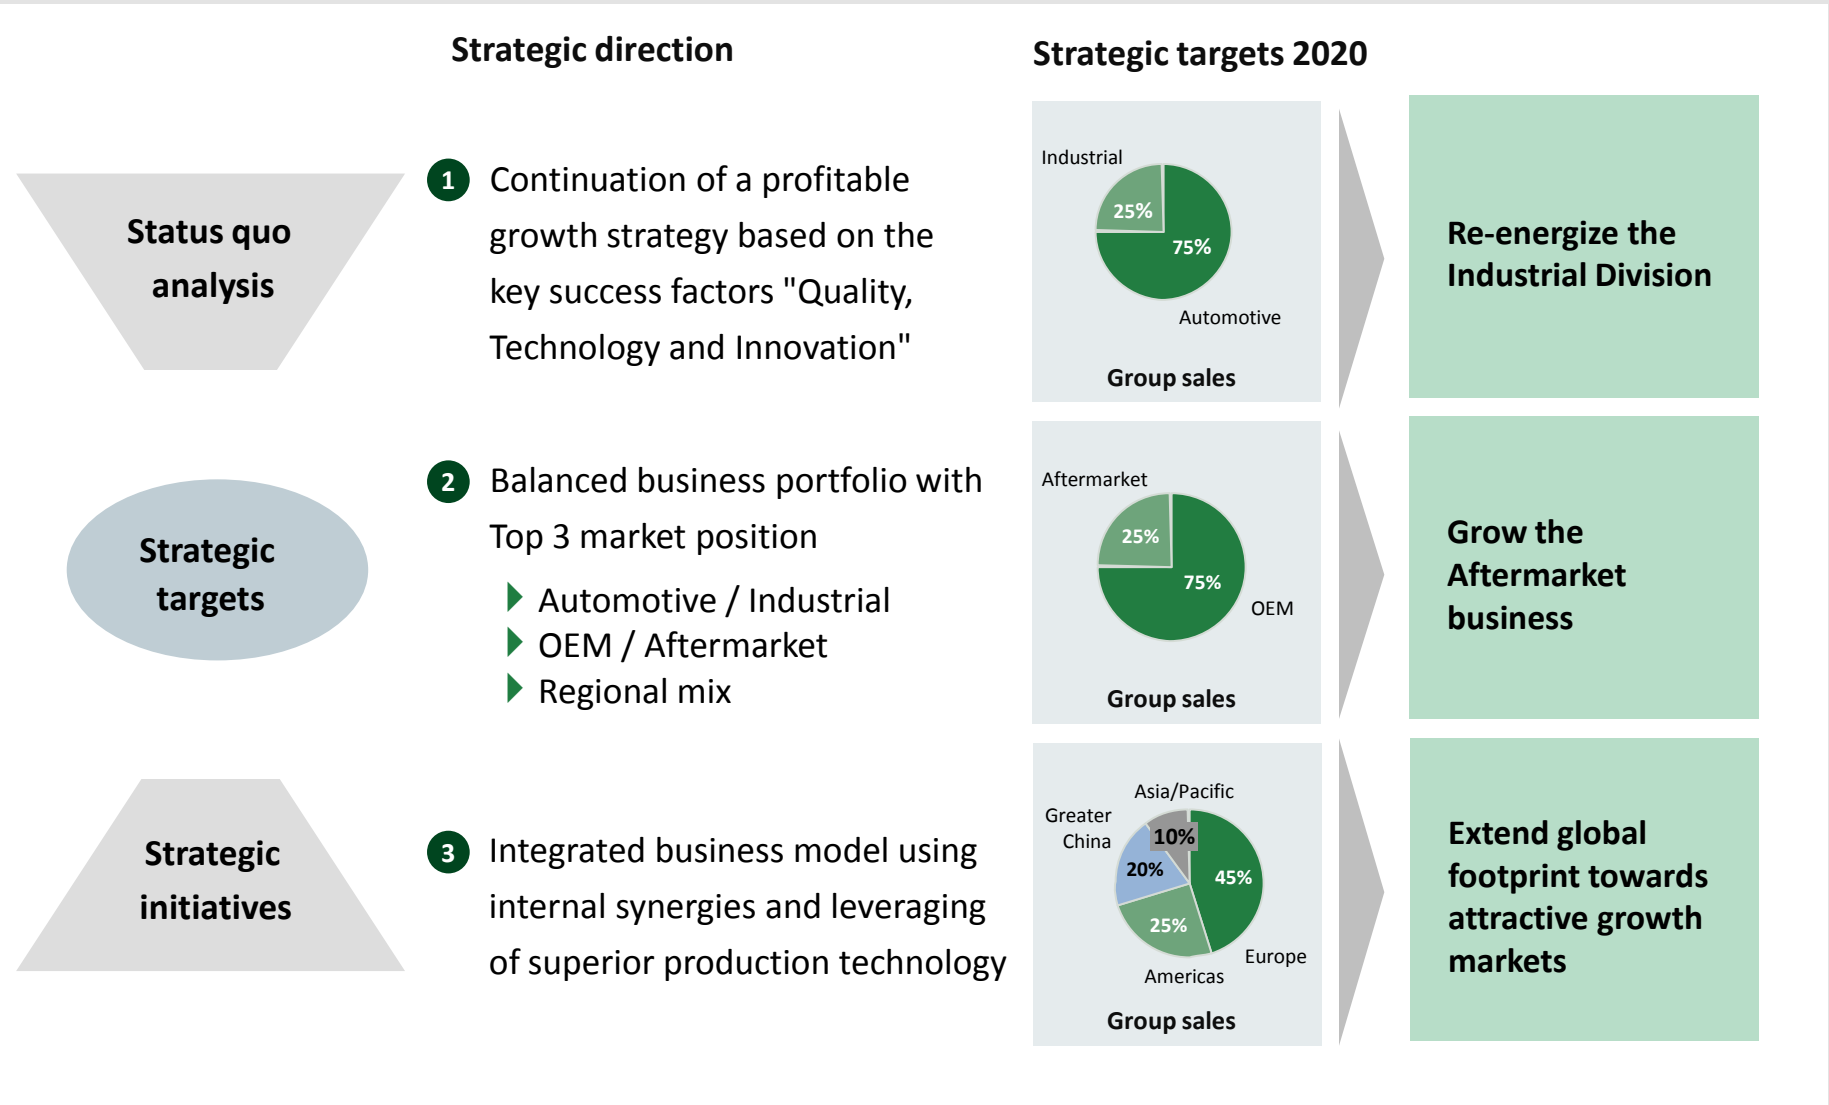 Strategic direction
Strategic targets 2020
Status quo
analysis
1 Continuation of a profitable
growth strategy based on the
key success factors "Quality,
Technology and Innovation"
Industrial
25%
75%
Automotive
Group sales
Re-energize the
Industrial Division
Strategic
targets
2 Balanced business portfolio with
Top 3 market position
Automotive / Industrial
OEM / Aftermarket
Regional mix
Aftermarket
25%
75%
OEM
Group sales
Grow the
Aftermarket
business
Strategic
initiatives
3 Integrated business model using
internal synergies and leveraging
of superior production technology
Asia/Pacific
Greater
China
10%
20%
45%
25%
Europe
Americas
Group sales
Extend global
footprint towards
attractive growth
markets